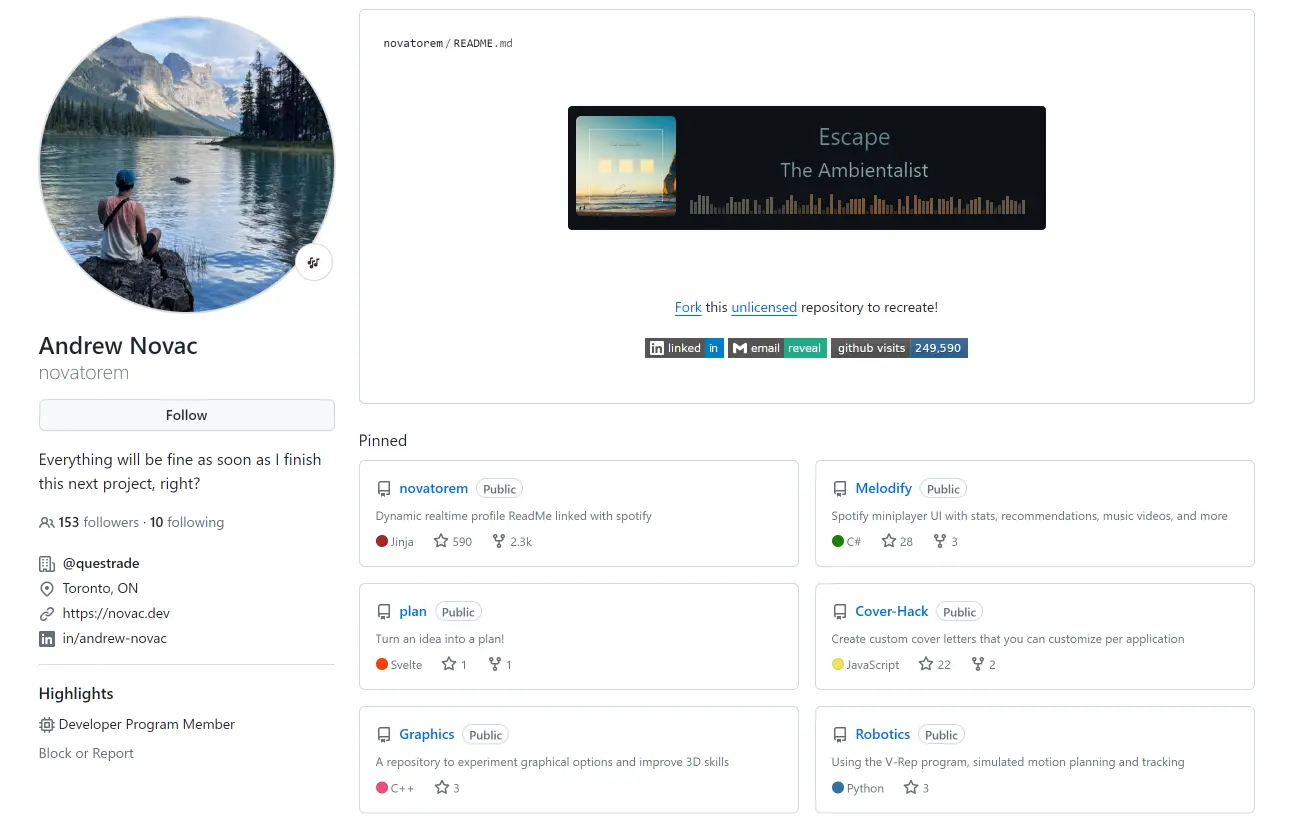 novatorem/README.md
Escape
The Ambientalist
Fork this unlicensed repository to recreate!
linked in
email reveal
github visits 249,590
Andrew Novac
novatorem
Follow
Everything will be fine as soon as I finish
this next project, right?
153 followers · 10 following
@questrade
Toronto, ON
https://novac.dev
in/andrew-novac
Highlights
Developer Program Member
Block or Report
Pinned
novatorem Public
Dynamic realtime profile ReadMe linked with spotify
Jinja 590 2.3k
Melodify Public
Spotify miniplayer UI with stats, recommendations, music videos, and more
C# 28 3
plan Public
Turn an idea into a plan!
Svelte 1 1
Cover-Hack Public
Create custom cover letters that you can customize per application
JavaScript 22 2
Graphics Public
A repository to experiment graphical options and improve 3D skills
C++ 3
Robotics Public
Using the V-Rep program, simulated motion planning and tracking
Python 3